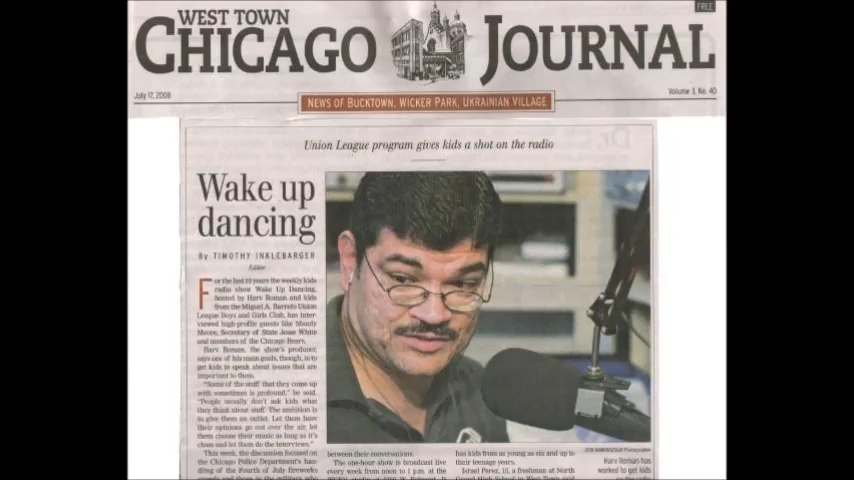 FREE
WEST TOWN
CHICAGO JOURNAL
July 17, 2008
Volume 3, No. 40
NEWS OF BUCKTOWN, WICKER PARK, UKRAINIAN VILLAGE
Union League program gives kids a shot on the radio
Wake up
dancing
By TIMOTHY INKLEBARGER
Editor
For the last 10 years the weekly kids
radio show Wake Up Dancing,
hosted by Harv Roman and kids
from the Miguel A. Barreto Union
League Boys and Girls Club, has inter-
viewed high-profile guests like Mandy
Moore, Secretary of State Jesse White
and members of the Chicago Bears.
Harv Roman, the show's producer,
says one of his main goals, though, is to
get kids to speak about issues that are
important to them.
"Some of the stuff that they come up
with sometimes is profound," he said.
"People usually don't ask kids what
they think about stuff. The ambition is
to give them an outlet. Let them have
their opinions go out over the air, let
them choose their music as long as it's
clean and let them do the interviews."
This week, the discussion focused on
the Chicago Police Department's han-
dling of the Fourth of July fireworks
between their conversations.
The one-hour show is broadcast live
every week from noon to 1 p.m. at the
has kids from as young as six and up to
their teenage years.
Israel Perez, 15, a freshman at North
Harv Roman has
worked to get kids